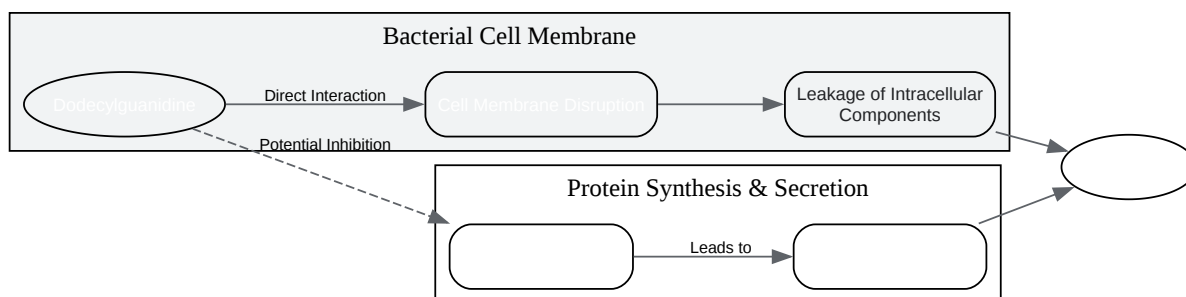 Bacterial Cell Membrane
Dodecylguanidine
Direct Interaction
Cell Membrane Disruption
Leakage of Intracellular
Components
Potential Inhibition
Protein Synthesis & Secretion
Leads to